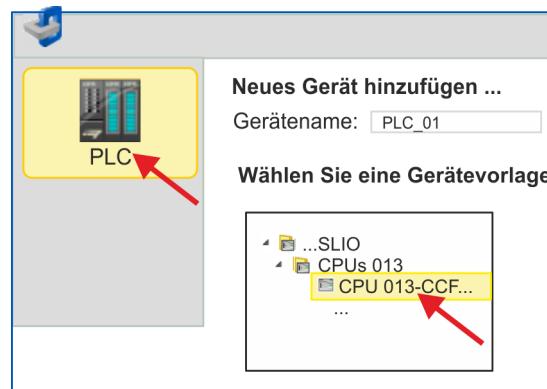 PLC
Neues Gerät hinzufügen ...
Gerätename: PLC_01
Wählen Sie eine Gerätevorlage
...SLIO
CPUs 013
CPU 013-CCF...
...